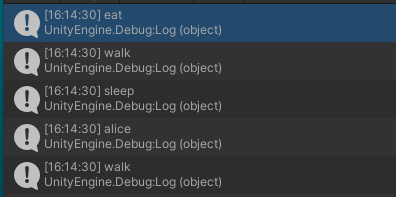 [16:14:30] eat
UnityEngine.Debug:Log (object)
[16:14:30] walk
UnityEngine.Debug:Log (object)
[16:14:30] sleep
UnityEngine.Debug:Log (object)
[16:14:30] alice
UnityEngine.Debug:Log (object)
[16:14:30] walk
UnityEngine.Debug:Log (object)